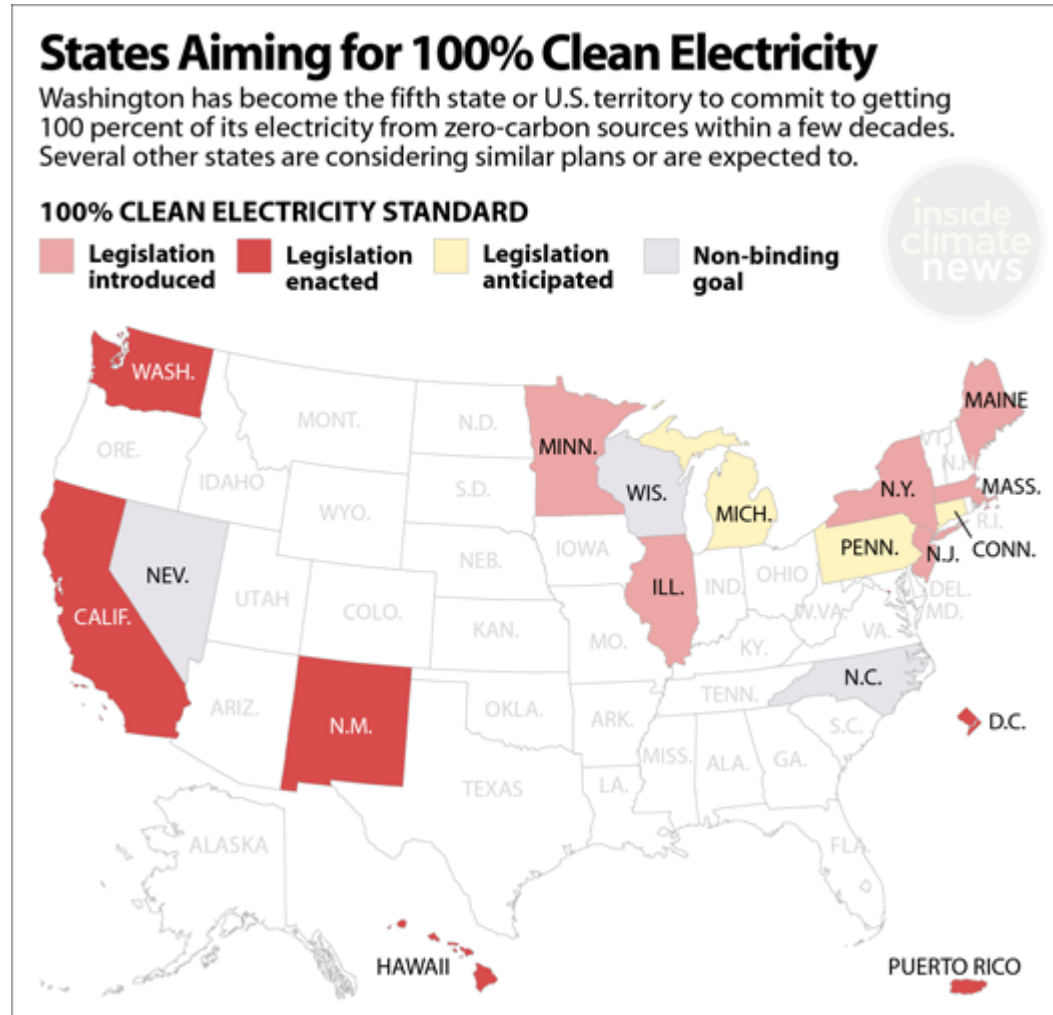 States Aiming for 100% Clean Electricity
Washington has become the fifth state or U.S. territory to commit to getting
100 percent of its electricity from zero-carbon sources within a few decades.
Several other states are considering similar plans or are expected to.
100% CLEAN ELECTRICITY STANDARD
inside
climate
news
Legislation
introduced
Legislation
enacted
Legislation
anticipated
Non-binding
goal
WASH.
MONT.
N.D.
MINN.
MAINE
ORE.
IDAHO
S.D.
WIS.
MICH.
VT.
N.H.
N.Y.
MASS.
WYO.
R.I.
CONN.
NEV.
NEB.
IOWA
PENN.
N.J.
UTAH
COLO.
ILL.
IND.
OHIO
DEL.
MD.
CALIF.
KAN.
MO.
KY.
W.VA.
VA.
ARIZ.
N.M.
OKLA.
ARK.
TENN.
N.C.
S.C.
D.C.
TEXAS
LA.
MISS.
ALA.
GA.
ALASKA
FLA.
HAWAII
PUERTO RICO